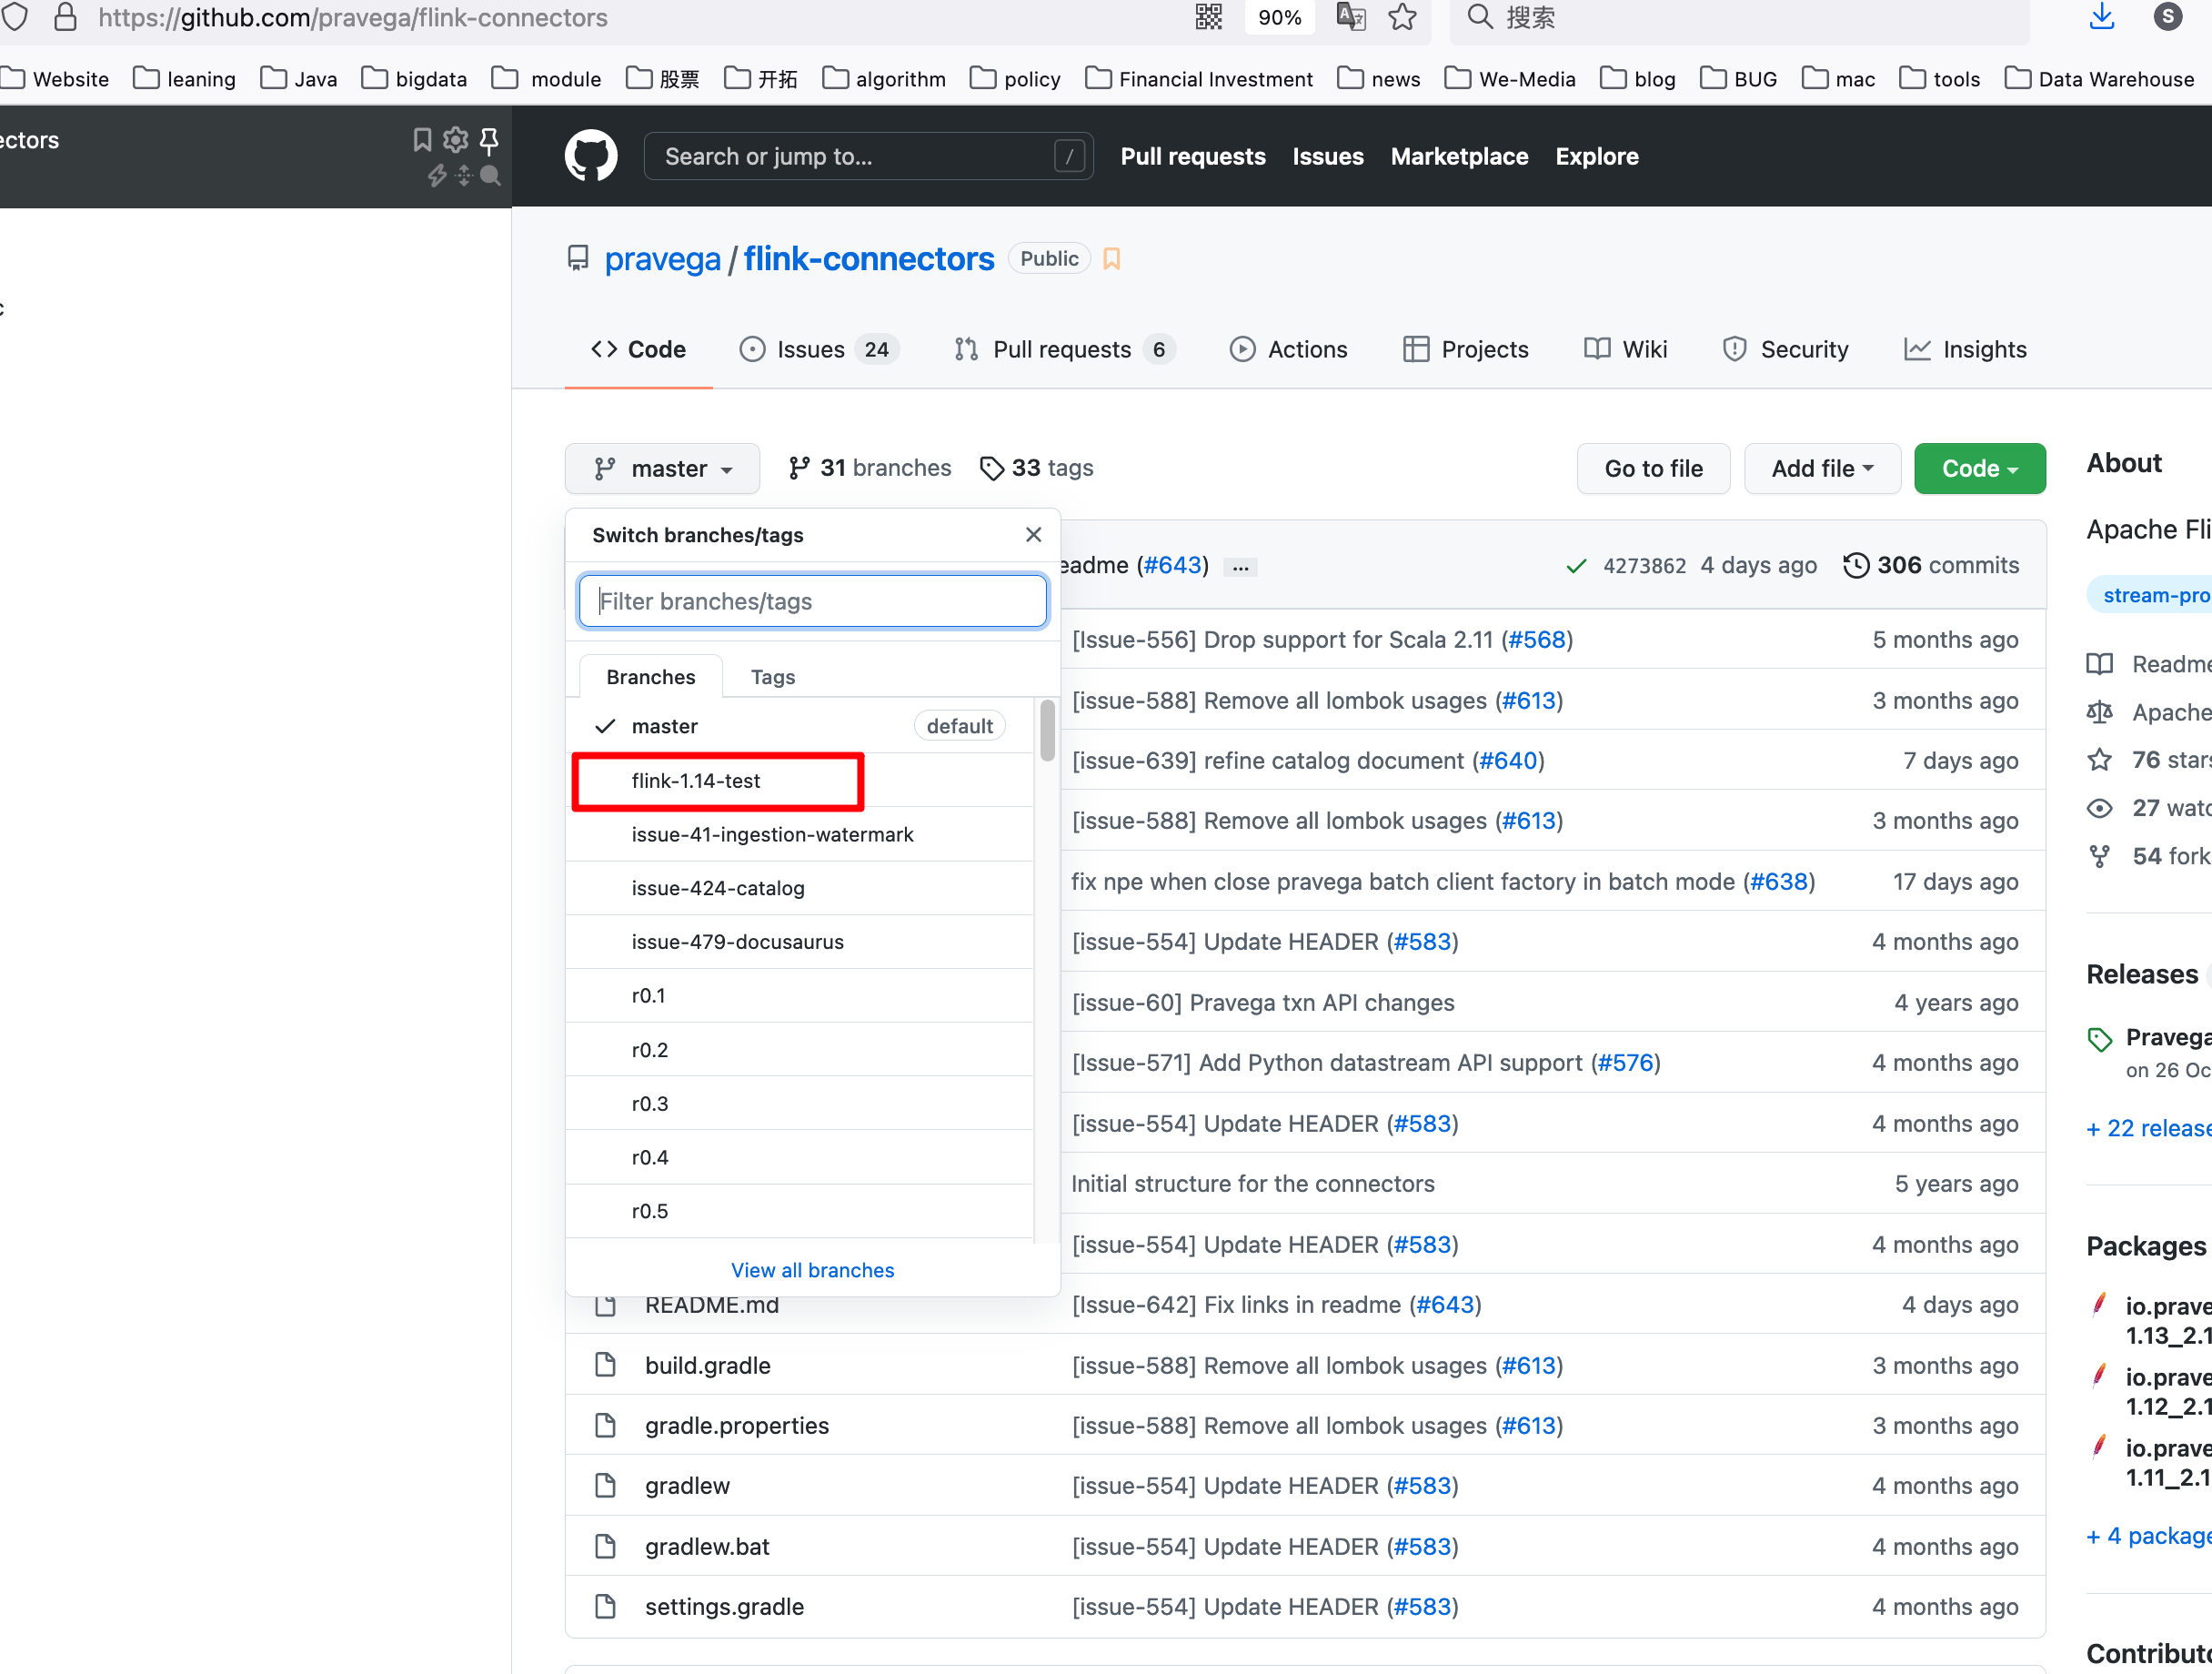 https://github.com/pravega/flink-connectors
90%
搜索
S
Website
leaning
Java
bigdata
module
股票
开拓
algorithm
policy
Financial Investment
news
We-Media
blog
BUG
mac
tools
Data Warehouse
ectors
Search or jump to...
/
Pull requests
Issues
Marketplace
Explore
pravega / flink-connectors
Public
Code
Issues 24
Pull requests 6
Actions
Projects
Wiki
Security
Insights
master
31 branches
33 tags
Go to file
Add file
Code
About
Switch branches/tags
Filter branches/tags
Branches
Tags
master default
flink-1.14-test
issue-41-ingestion-watermark
issue-424-catalog
issue-479-docusaurus
r0.1
r0.2
r0.3
r0.4
r0.5
View all branches
eadme (#643) ...
4273862 4 days ago 306 commits
[Issue-556] Drop support for Scala 2.11 (#568) 5 months ago
[issue-588] Remove all lombok usages (#613) 3 months ago
[issue-639] refine catalog document (#640) 7 days ago
[issue-588] Remove all lombok usages (#613) 3 months ago
fix npe when close pravega batch client factory in batch mode (#638) 17 days ago
[issue-554] Update HEADER (#583) 4 months ago
[issue-60] Pravega txn API changes 4 years ago
[Issue-571] Add Python datastream API support (#576) 4 months ago
[issue-554] Update HEADER (#583) 4 months ago
Initial structure for the connectors 5 years ago
[issue-554] Update HEADER (#583) 4 months ago
README.md [Issue-642] Fix links in readme (#643) 4 days ago
build.gradle [issue-588] Remove all lombok usages (#613) 3 months ago
gradle.properties [issue-588] Remove all lombok usages (#613) 3 months ago
gradlew [issue-554] Update HEADER (#583) 4 months ago
gradlew.bat [issue-554] Update HEADER (#583) 4 months ago
settings.gradle [issue-554] Update HEADER (#583) 4 months ago
Apache Fli
stream-pro
Readme
Apache
76 stars
27 watc
54 fork
Releases
Pravega
on 26 Oc
+ 22 release
Packages
io.prave
1.13_2.1
io.prave
1.12_2.1
io.prave
1.11_2.1
+ 4 package
Contributo